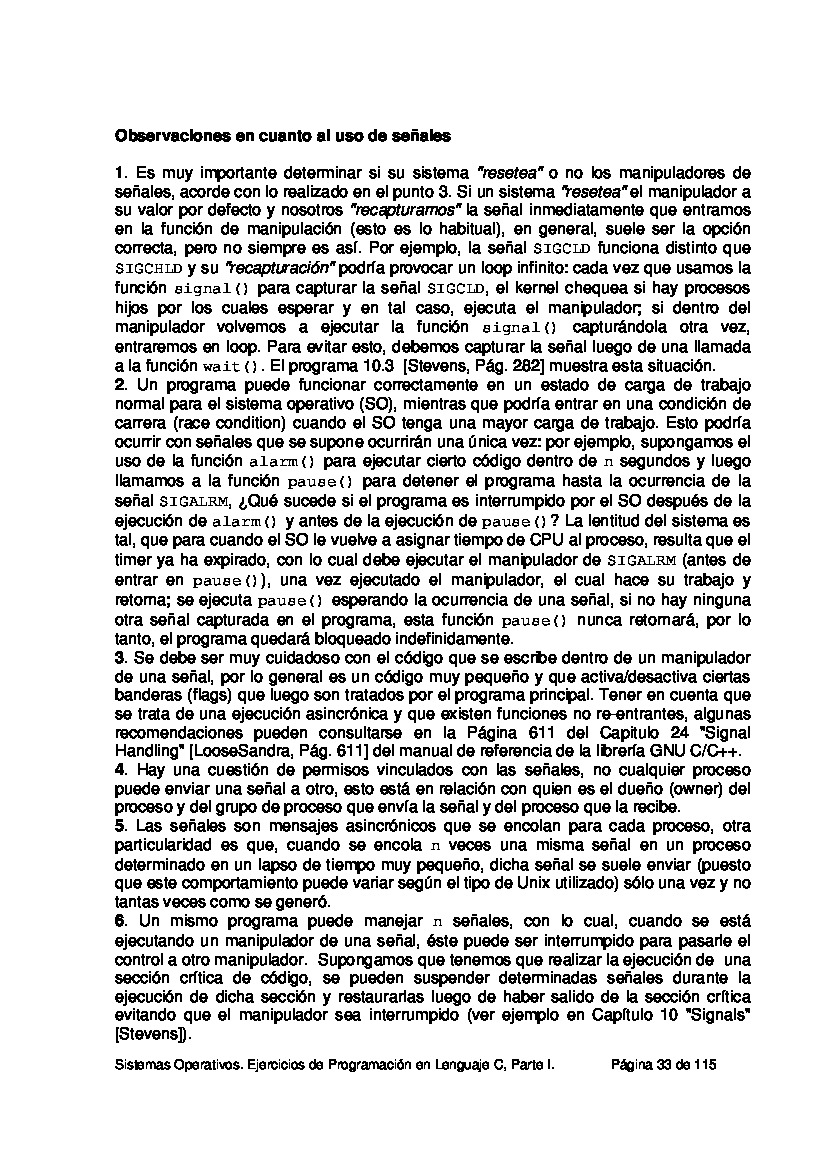 Observaciones en cuanto al uso de señales
1. Es muy importante determinar si su sistema "resetea" o no los manipuladores de
señales, acorde con lo realizado en el punto 3. Si un sistema "resetea" el manipulador a
su valor por defecto y nosotros "recapturamos" la señal inmediatamente que entramos
en la función de manipulación (esto es lo habitual), en general, suele ser la opción
correcta, pero no siempre es así. Por ejemplo, la señal SIGCLD funciona distinto que
SIGCHLD y su "recapturación" podría provocar un loop infinito: cada vez que usamos la
función signal() para capturar la señal SIGCLD, el kernel chequea si hay procesos
hijos por los cuales esperar y en tal caso, ejecuta el manipulador; si dentro del
manipulador volvemos a ejecutar la función signal() capturándola otra vez,
entraremos en loop. Para evitar esto, debemos capturar la señal luego de una llamada
a la función wait(). El programa 10.3 [Stevens, Pág. 282] muestra esta situación.
2. Un programa puede funcionar correctamente en un estado de carga de trabajo
normal para el sistema operativo (SO), mientras que podría entrar en una condición de
carrera (race condition) cuando el SO tenga una mayor carga de trabajo. Esto podría
ocurrir con señales que se supone ocurrirán una única vez: por ejemplo, supongamos el
uso de la función alarm() para ejecutar cierto código dentro de n segundos y luego
llamamos a la función pause() para detener el programa hasta la ocurrencia de la
señal SIGALRM, ¿Qué sucede si el programa es interrumpido por el SO después de la
ejecución de alarm() y antes de la ejecución de pause()? La lentitud del sistema es
tal, que para cuando el SO le vuelve a asignar tiempo de CPU al proceso, resulta que el
timer ya ha expirado, con lo cual debe ejecutar el manipulador de SIGALRM (antes de
entrar en pause()), una vez ejecutado el manipulador, el cual hace su trabajo y
retorna; se ejecuta pause() esperando la ocurrencia de una señal, si no hay ninguna
otra señal capturada en el programa, esta función pause() nunca retornará, por lo
tanto, el programa quedará bloqueado indefinidamente.
3. Se debe ser muy cuidadoso con el código que se escribe dentro de un manipulador
de una señal, por lo general es un código muy pequeño y que activa/desactiva ciertas
banderas (flags) que luego son tratados por el programa principal. Tener en cuenta que
se trata de una ejecución asincrónica y que existen funciones no re-entrantes, algunas
recomendaciones pueden consultarse en la Página 611 del Capitulo 24 "Signal
Handling" [LooseSandra, Pág. 611] del manual de referencia de la librería GNU C/C++.
4. Hay una cuestión de permisos vinculados con las señales, no cualquier proceso
puede enviar una señal a otro, esto está en relación con quien es el dueño (owner) del
proceso y del grupo de proceso que envía la señal y del proceso que la recibe.
5. Las señales son mensajes asincrónicos que se encolan para cada proceso, otra
particularidad es que, cuando se encola n veces una misma señal en un proceso
determinado en un lapso de tiempo muy pequeño, dicha señal se suele enviar (puesto
que este comportamiento puede variar según el tipo de Unix utilizado) sólo una vez y no
tantas veces como se generó.
6. Un mismo programa puede manejar n señales, con lo cual, cuando se está
ejecutando un manipulador de una señal, éste puede ser interrumpido para pasarle el
control a otro manipulador. Supongamos que tenemos que realizar la ejecución de una
sección crítica de código, se pueden suspender determinadas señales durante la
ejecución de dicha sección y restaurarlas luego de haber salido de la sección crítica
evitando que el manipulador sea interrumpido (ver ejemplo en Capítulo 10 "Signals"
[Stevens]).
Sistemas Operativos. Ejercicios de Programación en Lenguaje C, Parte I. Página 33 de 115